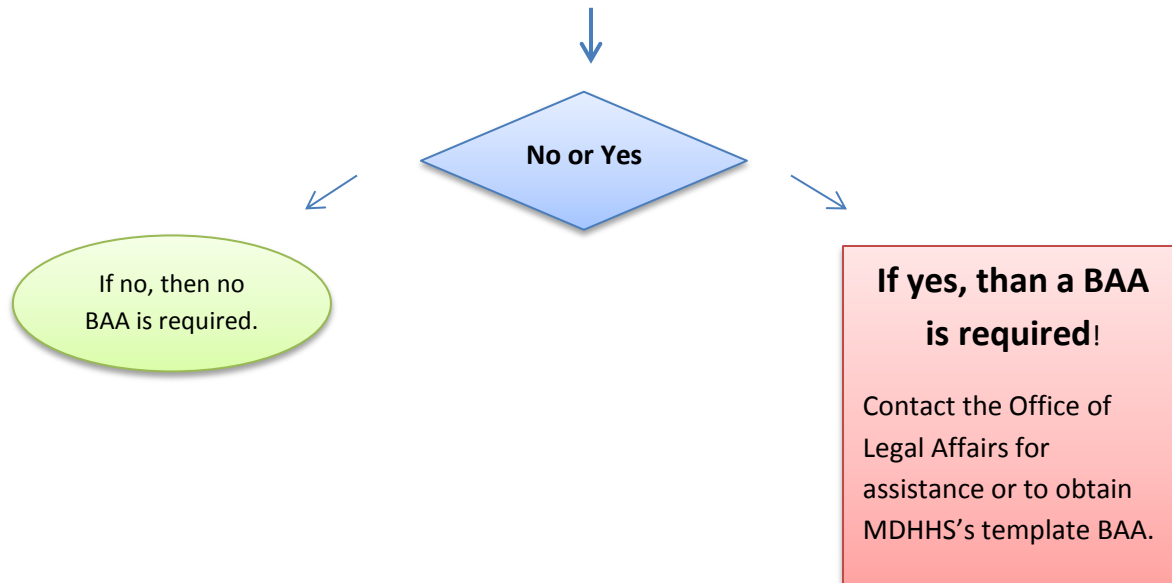 No or Yes
If no, then no
BAA is required.
If yes, than a BAA
is required!
Contact the Office of
Legal Affairs for
assistance or to obtain
MDHHS’s template BAA.